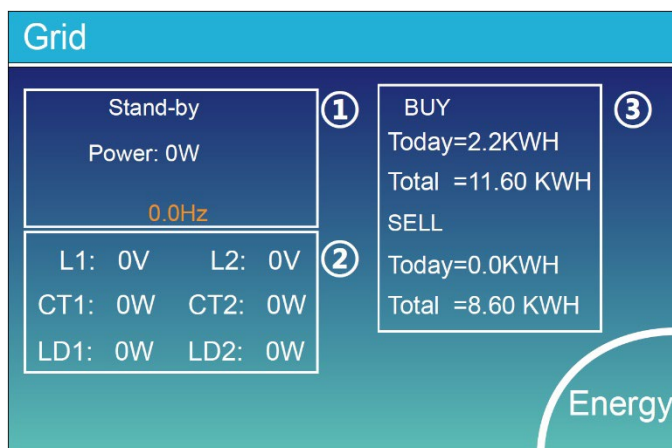 Grid
Stand-by
Power: 0W
0.0Hz
①
L1: 0V L2: 0V
CT1: 0W CT2: 0W
LD1: 0W LD2: 0W
②
BUY
Today=2.2KWH
Total =11.60 KWH
SELL
Today=0.0KWH
Total =8.60 KWH
③
Energy